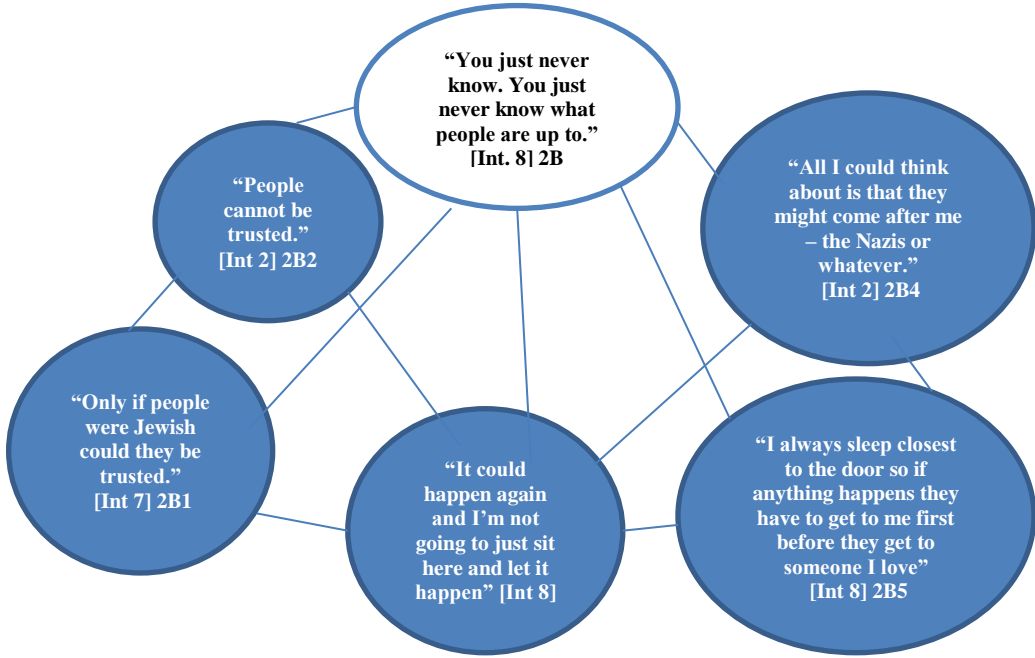 “You just never
know. You just
never know what
people are up to.”
[Int. 8] 2B
“People
cannot be
trusted.”
[Int 2] 2B2
“All I could think
about is that they
might come after me
– the Nazis or
whatever.”
[Int 2] 2B4
“Only if people
were Jewish
could they be
trusted.”
[Int 7] 2B1
“It could
happen again
and I’m not
going to just sit
here and let it
happen” [Int 8]
“I always sleep closest
to the door so if
anything happens they
have to get to me first
before they get to
someone I love”
[Int 8] 2B5